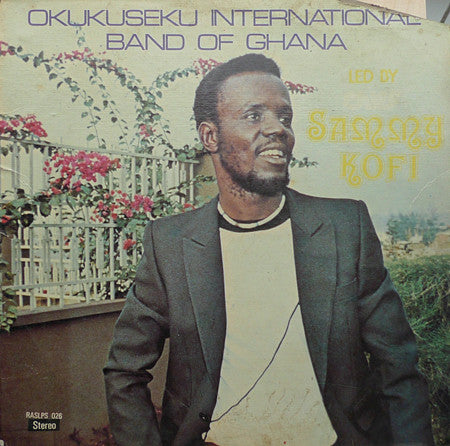 OKUKUSEKU INTERNATIONAL
BAND OF GHANA
LED BY
SAMMY
KOFI
RASLPS 026
Stereo